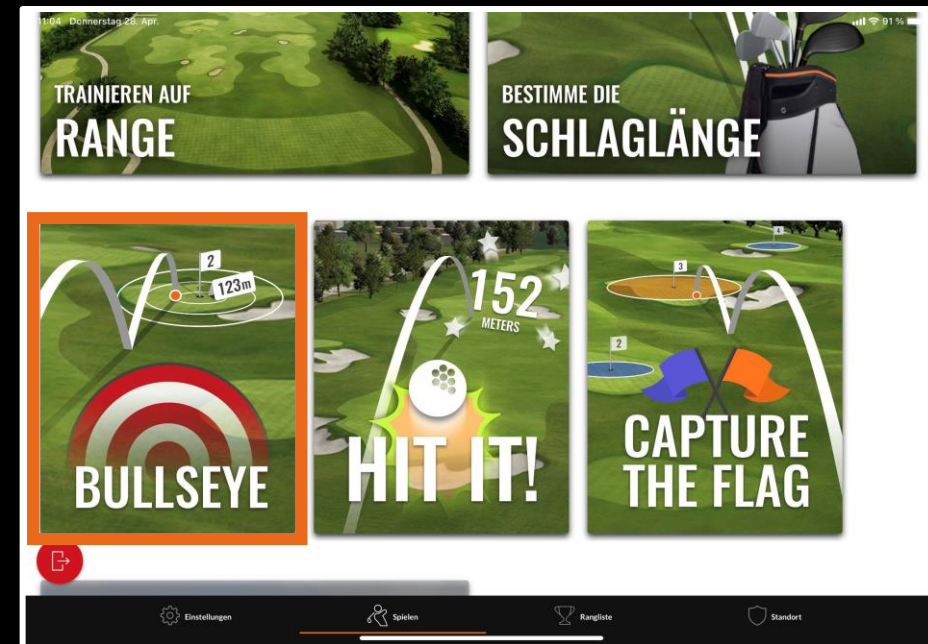 11:04 Donnerstag 28. Apr.
91 %
TRAINIEREN AUF
RANGE
BESTIMME DIE
SCHLAGLÄNGE
2
123m
BULLSEYE
152
METERS
HIT IT!
4
3
2
CAPTURE
THE FLAG
Einstellungen
Spielen
Rangliste
Standort